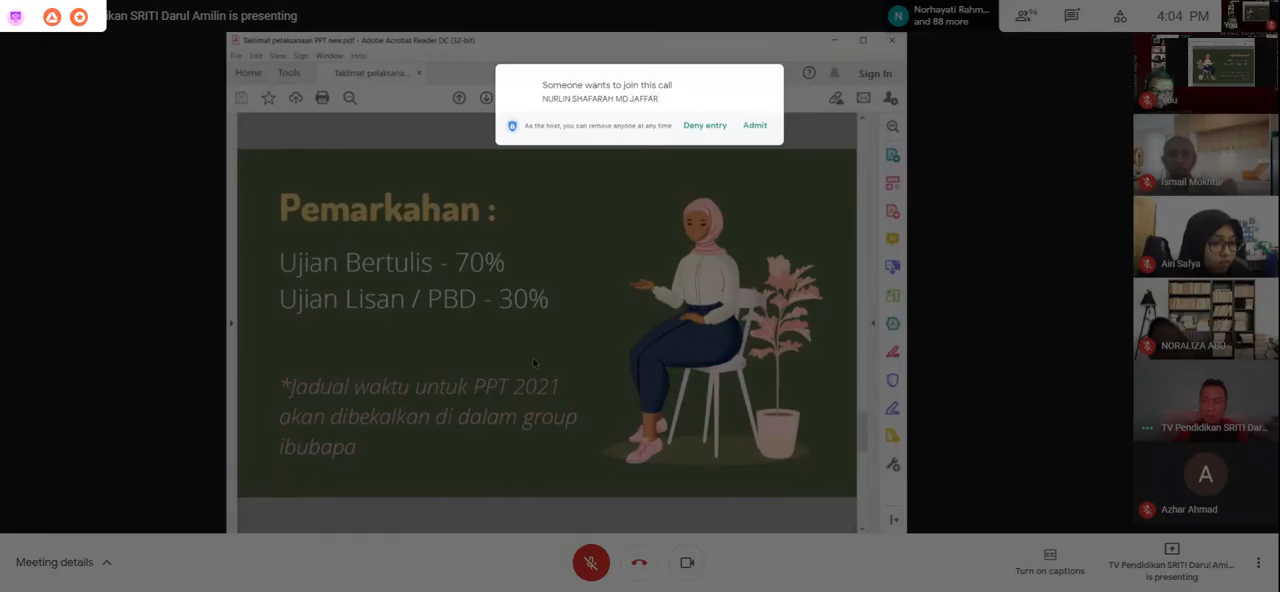 kan SRITI Darul Amilin is presenting
N
Norhayati Rahm...
and 88 more
96
4:04 PM
You
Taklimat pelaksanaan PPT new.pdf - Adobe Acrobat Reader DC (32-bit)
File Edit View Sign Window Help
Home Tools Taklimat pelaksana... × Sign In
Someone wants to join this call
NURLIN SHAFARAH MD JAFFAR
As the host, you can remove anyone at any time Deny entry Admit
Pemarkahan :
Ujian Bertulis - 70%
Ujian Lisan / PBD - 30%
*Jadual waktu untuk PPT 2021
akan dibekalkan di dalam group
ibubapa
You
Ismail Mokhtar
Ain Safya
NORALIZA ABU
TV Pendidikan SRITI Dar...
A
Azhar Ahmad
Meeting details
CC
Turn on captions
TV Pendidikan SRITI Darul Ami...
is presenting